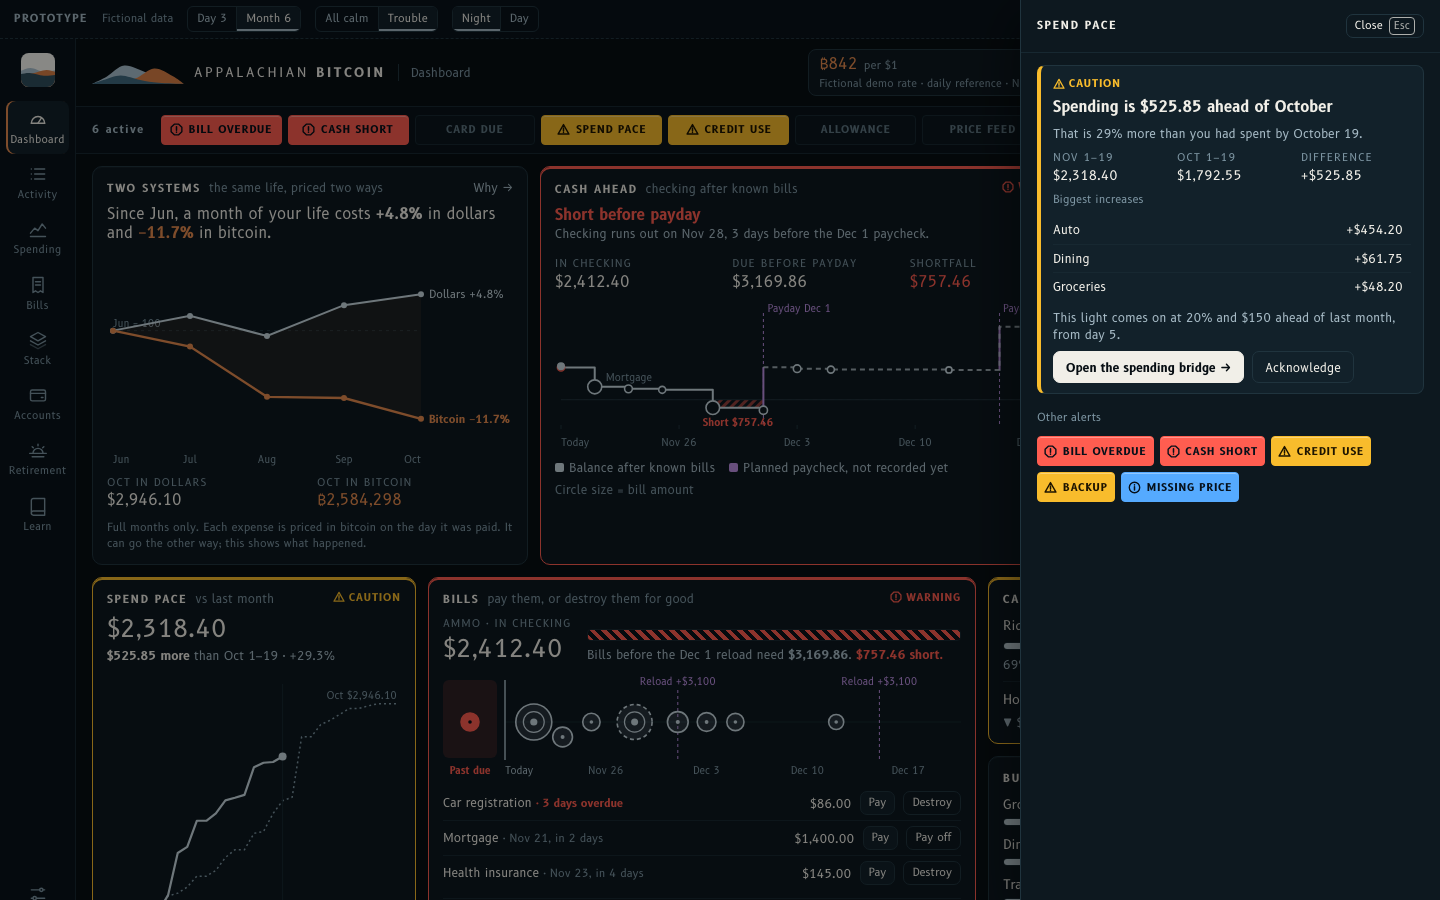 PROTOTYPE Fictional data Day 3 Month 6 All calm Trouble Night Day
APPALACHIAN BITCOIN Dashboard
฿842 per $1
Fictional demo rate · daily reference · N
6 active BILL OVERDUE CASH SHORT CARD DUE SPEND PACE CREDIT USE ALLOWANCE PRICE FEED
Dashboard
Activity
Spending
Bills
Stack
Accounts
Retirement
Learn
TWO SYSTEMS the same life, priced two ways Why →
Since Jun, a month of your life costs +4.8% in dollars
and −11.7% in bitcoin.
Jun = 100
Dollars +4.8%
Bitcoin −11.7%
Jun Jul Aug Sep Oct
OCT IN DOLLARS OCT IN BITCOIN
$2,946.10 ฿2,584,298
Full months only. Each expense is priced in bitcoin on the day it was paid. It
can go the other way; this shows what happened.
CASH AHEAD checking after known bills
Short before payday
Checking runs out on Nov 28, 3 days before the Dec 1 paycheck.
IN CHECKING DUE BEFORE PAYDAY SHORTFALL
$2,412.40 $3,169.86 $757.46
Payday Dec 1 Pay
Mortgage
Short $757.46
Today Nov 26 Dec 3 Dec 10 D
Balance after known bills Planned paycheck, not recorded yet
Circle size = bill amount
SPEND PACE vs last month CAUTION
$2,318.40
$525.85 more than Oct 1–19 · +29.3%
Oct $2,946.10
BILLS pay them, or destroy them for good WARNING
AMMO · IN CHECKING
$2,412.40
Bills before the Dec 1 reload need $3,169.86. $757.46 short.
Reload +$3,100 Reload +$3,100
Past due Today Nov 26 Dec 3 Dec 10 Dec 17
Car registration · 3 days overdue $86.00 Pay Destroy
Mortgage · Nov 21, in 2 days $1,400.00 Pay Pay off
Health insurance · Nov 23, in 4 days $145.00 Pay Destroy
CA
Ric
69%
Ho
▼ $
BU
Gro
Din
Tra
SPEND PACE Close Esc
CAUTION
Spending is $525.85 ahead of October
That is 29% more than you had spent by October 19.
NOV 1–19 OCT 1–19 DIFFERENCE
$2,318.40 $1,792.55 +$525.85
Biggest increases
Auto +$454.20
Dining +$61.75
Groceries +$48.20
This light comes on at 20% and $150 ahead of last month,
from day 5.
Open the spending bridge → Acknowledge
Other alerts
BILL OVERDUE CASH SHORT CREDIT USE
BACKUP MISSING PRICE